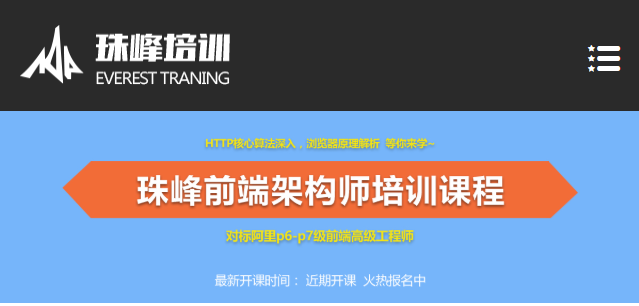 珠峰培训
EVEREST TRANING
HTTP核心算法深入，浏览器原理解析 等你来学~
珠峰前端架构师培训课程
对标阿里p6-p7级前端高级工程师
最新开课时间： 近期开课 火热报名中